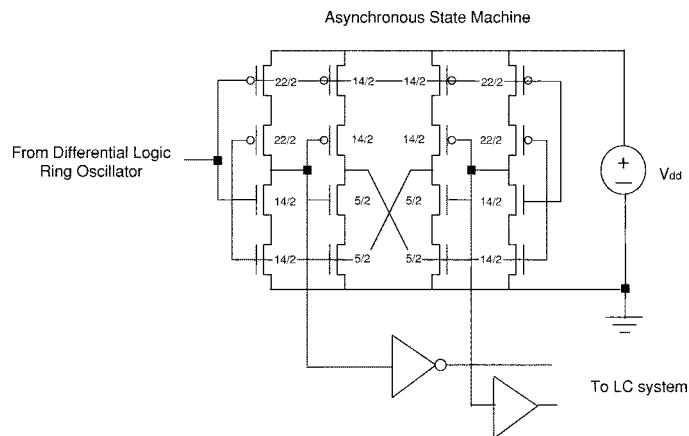 Asynchronous State Machine
22/2 14/2 14/2 22/2
22/2 14/2 14/2 22/2
From Differential Logic
Ring Oscillator
+
—
Vdd
14/2 5/2 5/2 14/2
14/2 5/2 5/2 14/2
To LC system